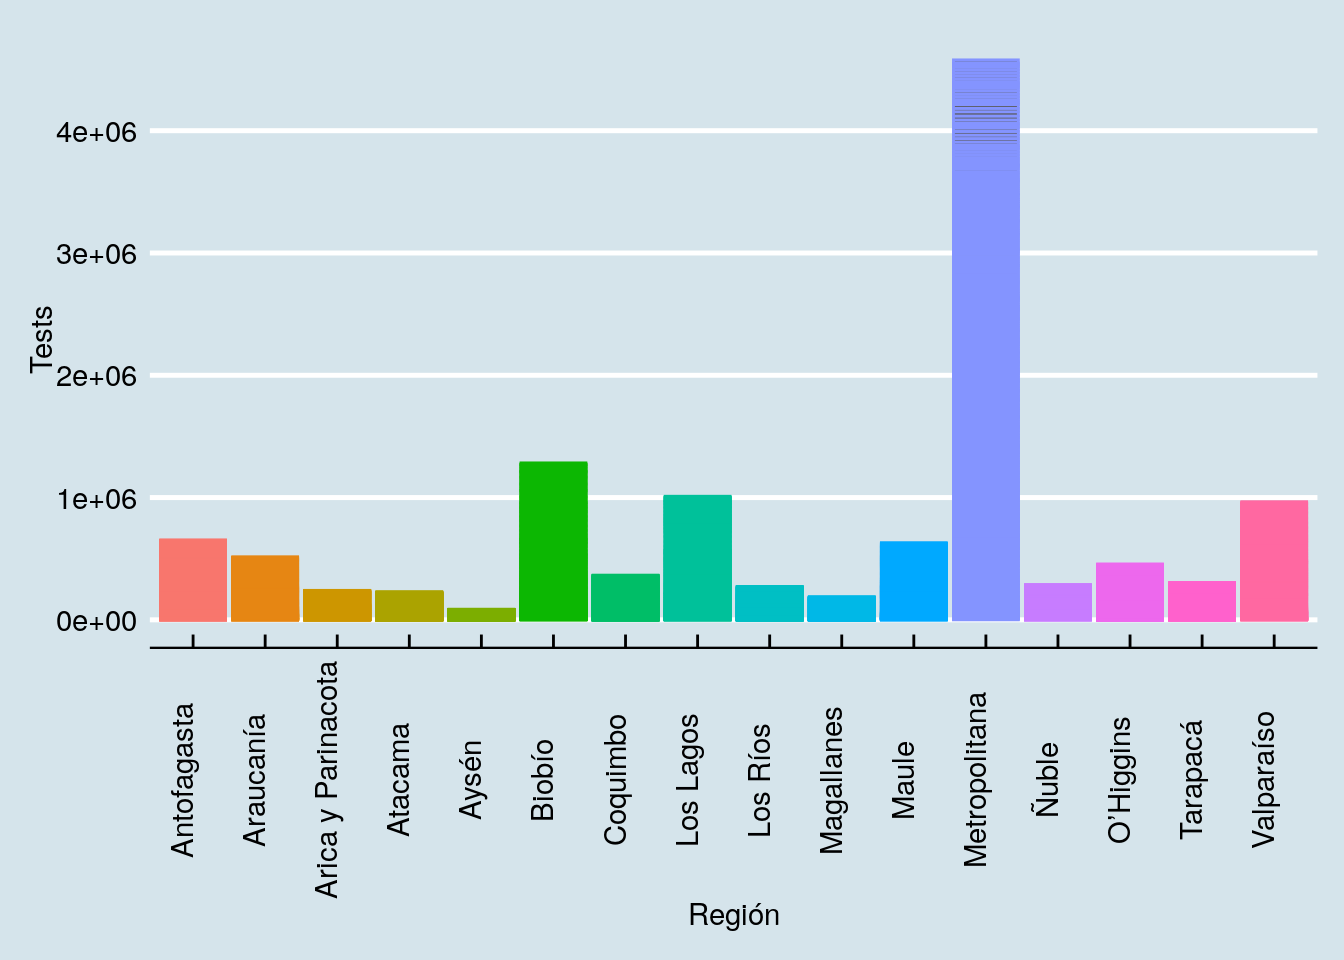 4e+06
3e+06
2e+06
1e+06
0e+00
Tests
Antofagasta
Araucanía
Arica y Parinacota
Atacama
Aysén
Biobío
Coquimbo
Los Lagos
Los Ríos
Magallanes
Maule
Metropolitana
Ñuble
O’Higgins
Tarapacá
Valparaíso
Región